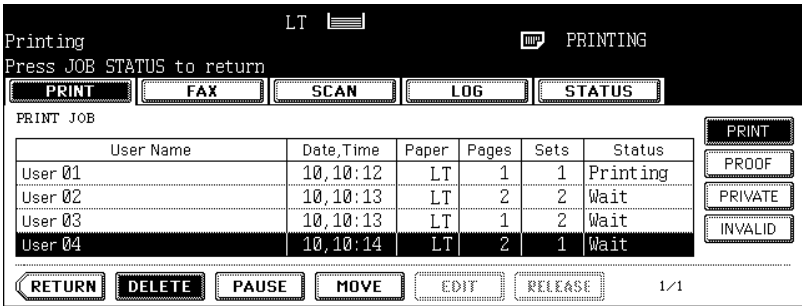 LT
Printing PRINTING
Press JOB STATUS to return
PRINT FAX SCAN LOG STATUS
PRINT JOB
PRINT
User Name Date,Time Paper Pages Sets Status
PROOF
User 01 10,10:12 LT 1 1 Printing
User 02 10,10:13 LT 2 2 Wait
PRIVATE
User 03 10,10:13 LT 1 2 Wait
INVALID
User 04 10,10:14 LT 2 1 Wait
RETURN DELETE PAUSE MOVE EDIT RELEASE 1/1